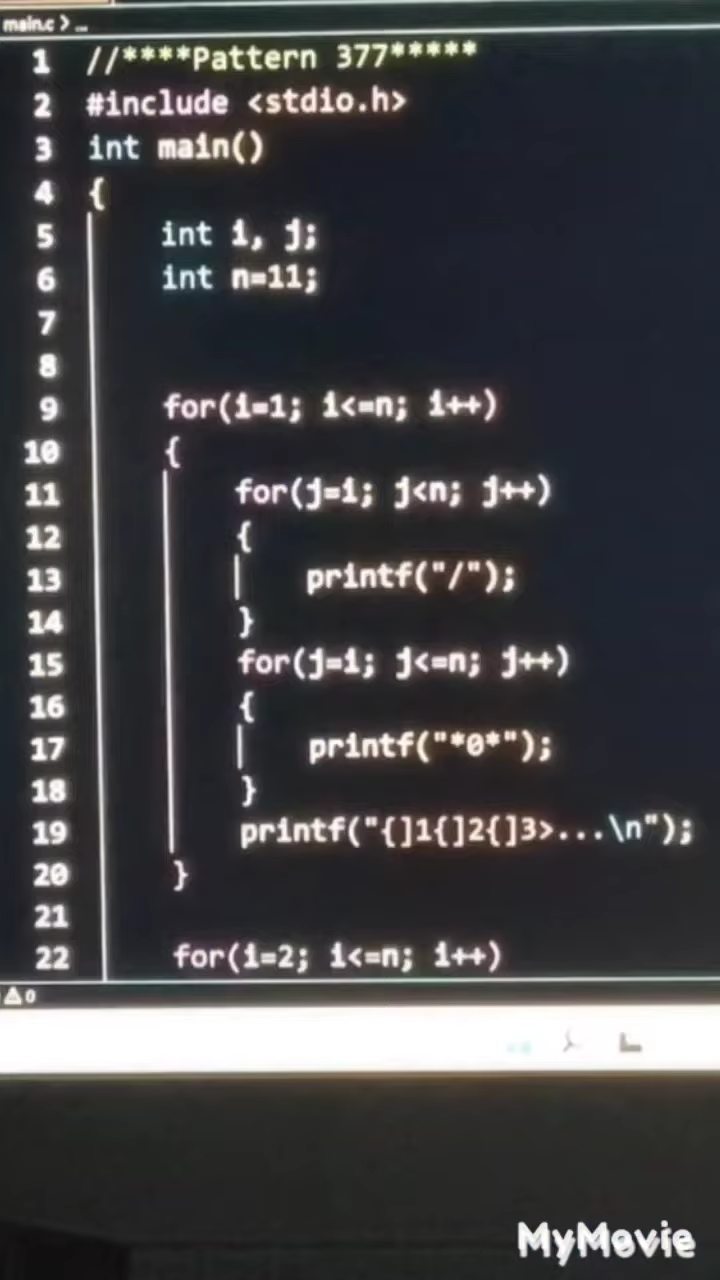 main.c > ...
1 //****Pattern 377*****
2 #include <stdio.h>
3 int main()
4 {
5 int i, j;
6 int n=11;
7
8
9 for(i=1; i<=n; i++)
10 {
11 for(j=i; j<n; j++)
12 {
13 printf("/");
14 }
15 for(j=i; j<=n; j++)
16 {
17 printf("*0*");
18 }
19 printf("{]1{]2{]3>...\n");
20 }
21
22 for(i=2; i<=n; i++)
0
MyMovie